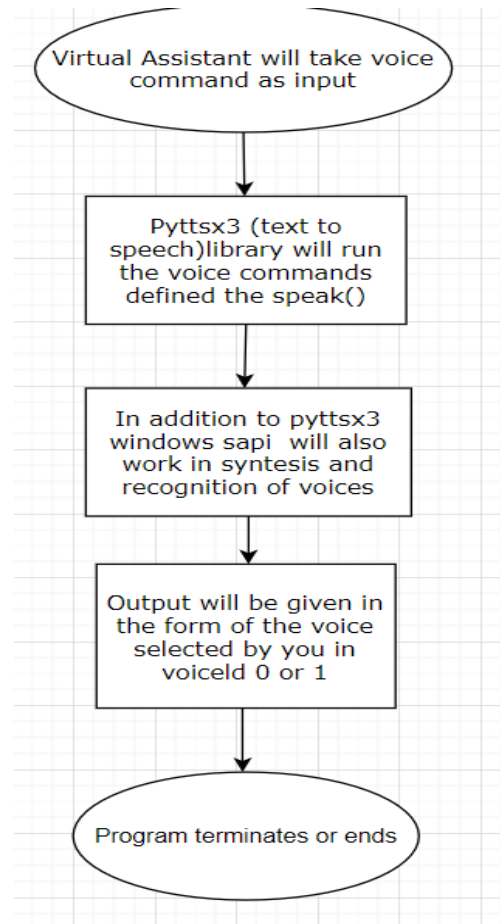 Virtual Assistant will take voice
command as input
Pyttsx3 (text to
speech)library will run
the voice commands
defined the speak()
In addition to pyttsx3
windows sapi will also
work in syntesis and
recognition of voices
Output will be given in
the form of the voice
selected by you in
voiceId 0 or 1
Program terminates or ends